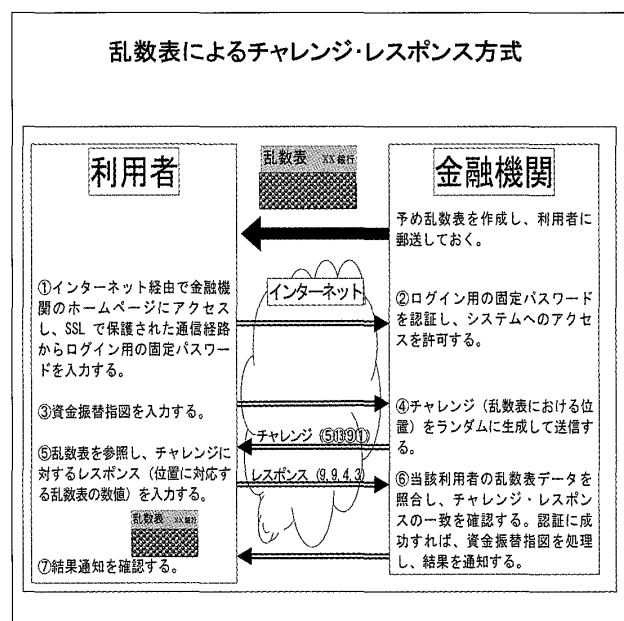 乱数表によるチャレンジ・レスポンス方式
利用者
乱数表 XX銀行
金融機関
予め乱数表を作成し、利用者に
郵送しておく。
インターネット
①インターネット経由で金融機
関のホームページにアクセス
し、SSL で保護された通信経路
からログイン用の固定パスワー
ドを入力する。
②ログイン用の固定パスワード
を認証し、システムへのアクセ
スを許可する。
③資金振替指図を入力する。
④チャレンジ（乱数表における位
置）をランダムに生成して送信す
る。
チャレンジ（⑤⑬⑨①）
⑤乱数表を参照し、チャレンジに
対するレスポンス（位置に対応す
る乱数表の数値）を入力する。
レスポンス（9,9,4,3）
⑥当該利用者の乱数表データを
照合し、チャレンジ・レスポン
スの一致を確認する。認証に成
功すれば、資金振替指図を処理
し、結果を通知する。
乱数表 XX銀行
⑦結果通知を確認する。